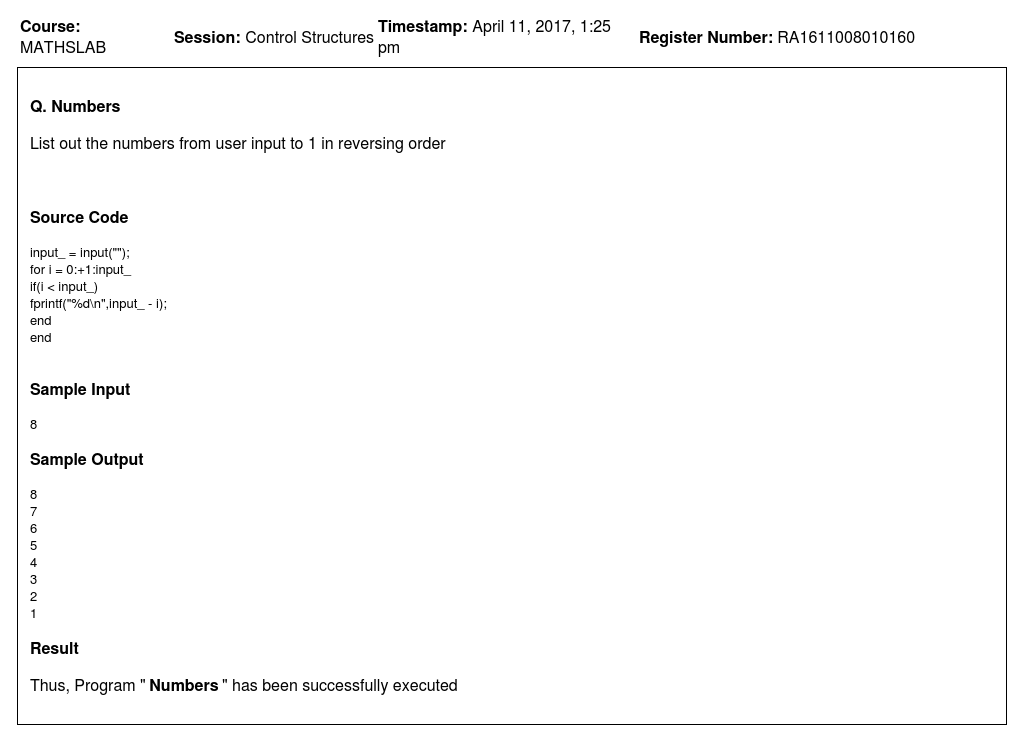 Course:
MATHSLAB
Session: Control Structures
Timestamp: April 11, 2017, 1:25
pm
Register Number: RA1611008010160
Q. Numbers
List out the numbers from user input to 1 in reversing order
Source Code
input_ = input("");
for i = 0:+1:input_
if(i < input_)
fprintf("%d\n",input_ - i);
end
end
Sample Input
8
Sample Output
8
7
6
5
4
3
2
1
Result
Thus, Program " Numbers " has been successfully executed